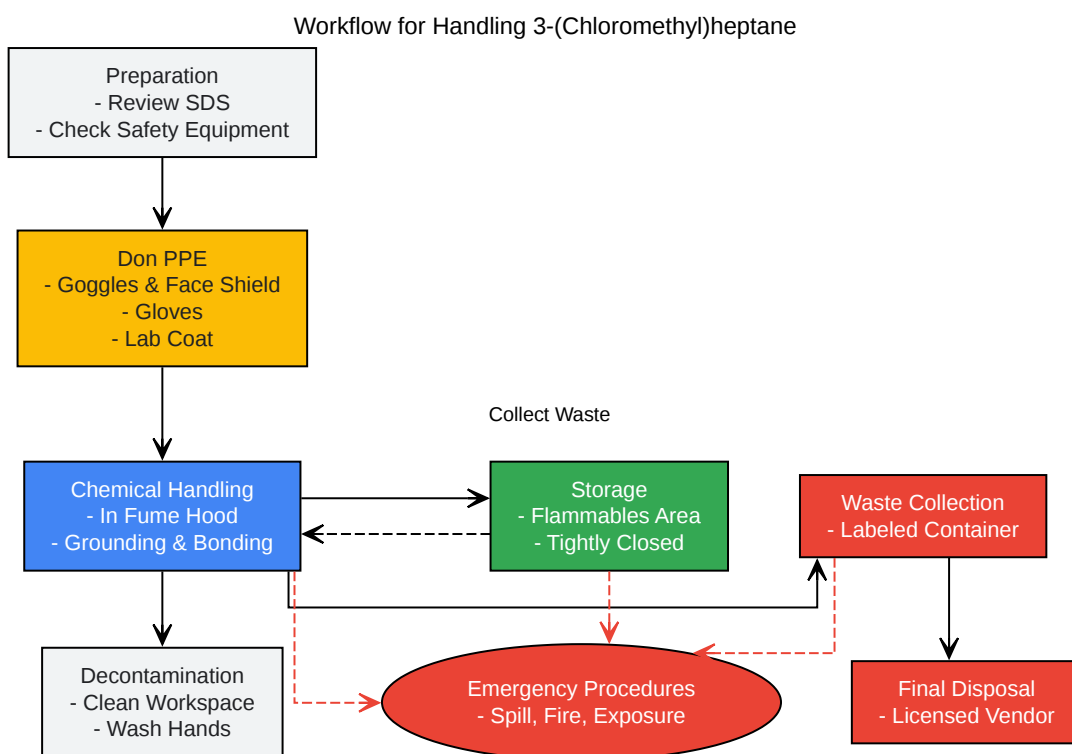 Workflow for Handling 3-(Chloromethyl)heptane
Preparation
- Review SDS
- Check Safety Equipment
Don PPE
- Goggles & Face Shield
- Gloves
- Lab Coat
Collect Waste
Chemical Handling
- In Fume Hood
- Grounding & Bonding
Storage
- Flammables Area
- Tightly Closed
Waste Collection
- Labeled Container
Decontamination
- Clean Workspace
- Wash Hands
Emergency Procedures
- Spill, Fire, Exposure
Final Disposal
- Licensed Vendor